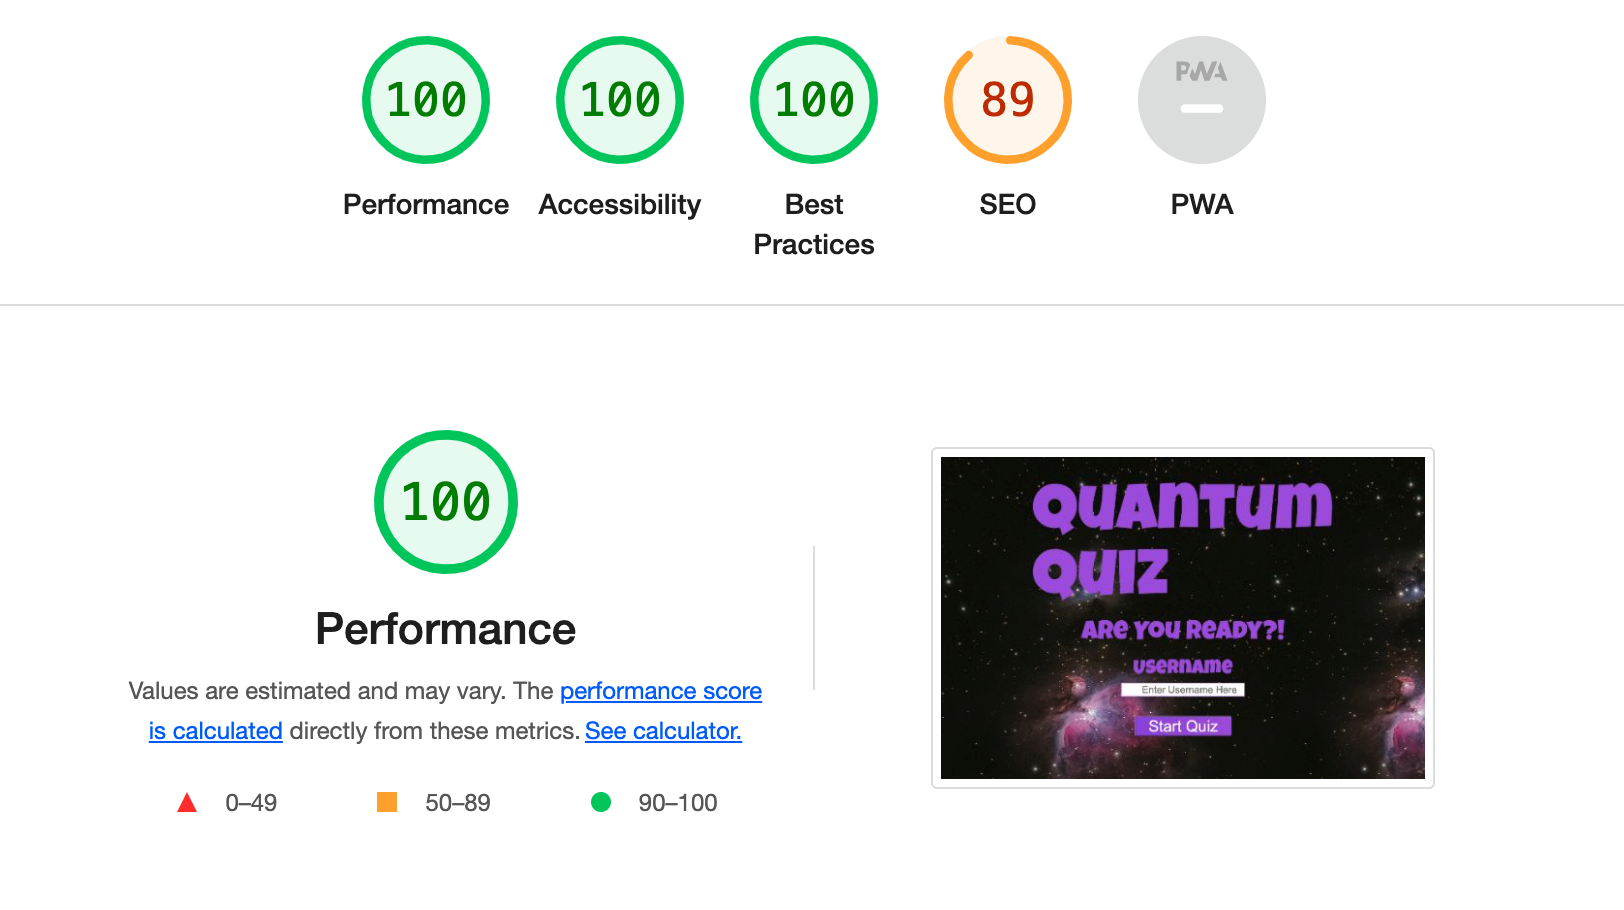 100
100
100
89
PWA
Performance
Accessibility
Best
Practices
SEO
PWA
100
Performance
Values are estimated and may vary. The performance score
is calculated directly from these metrics. See calculator.
0–49
50–89
90–100
QUANTUM
QUIZ
ARE YOU READY?!
USERNAME
Enter Username Here
Start Quiz